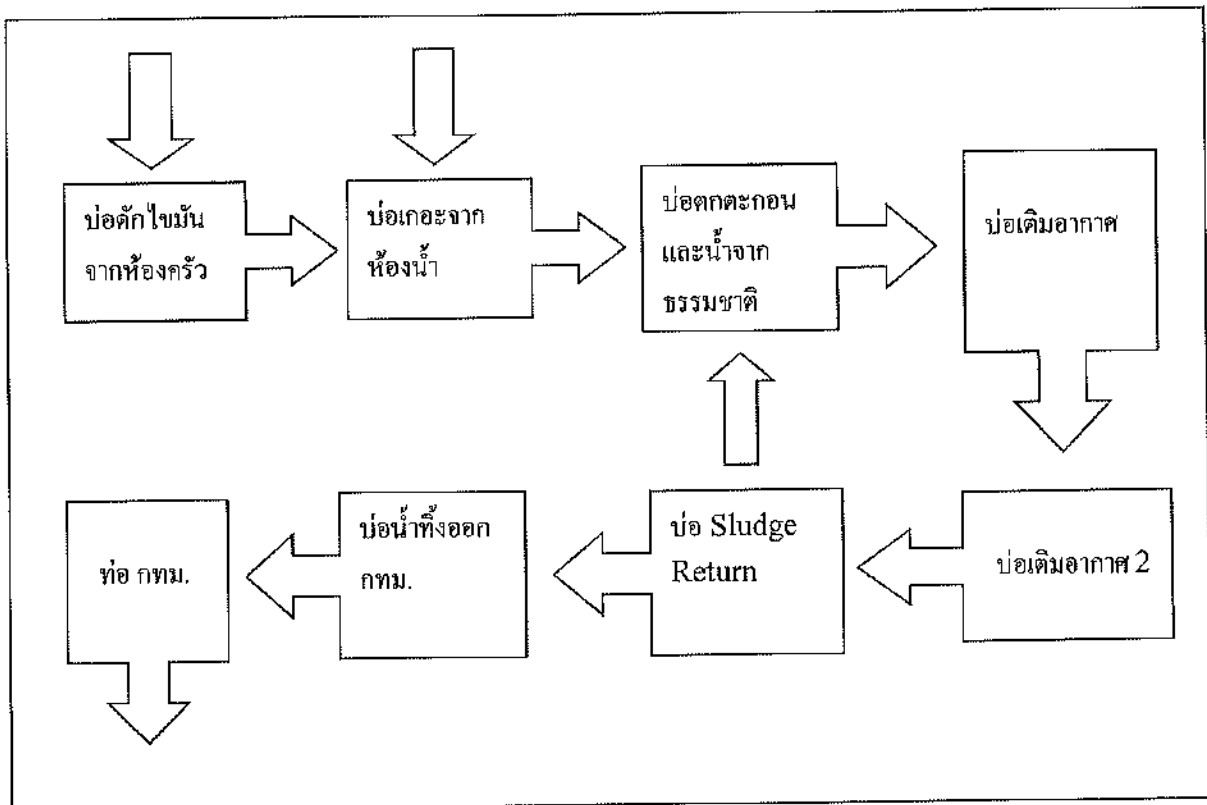 บ่อดักไขมัน
จากห้องครัว
บ่อเกอะจาก
ห้องน้ำ
บ่อตกตะกอน
และน้ำจาก
ธรรมชาติ
บ่อเติมอากาศ
บ่อเติมอากาศ 2
บ่อ Sludge
Return
บ่อน้ำทิ้งออก
กทม.
ท่อ กทม.